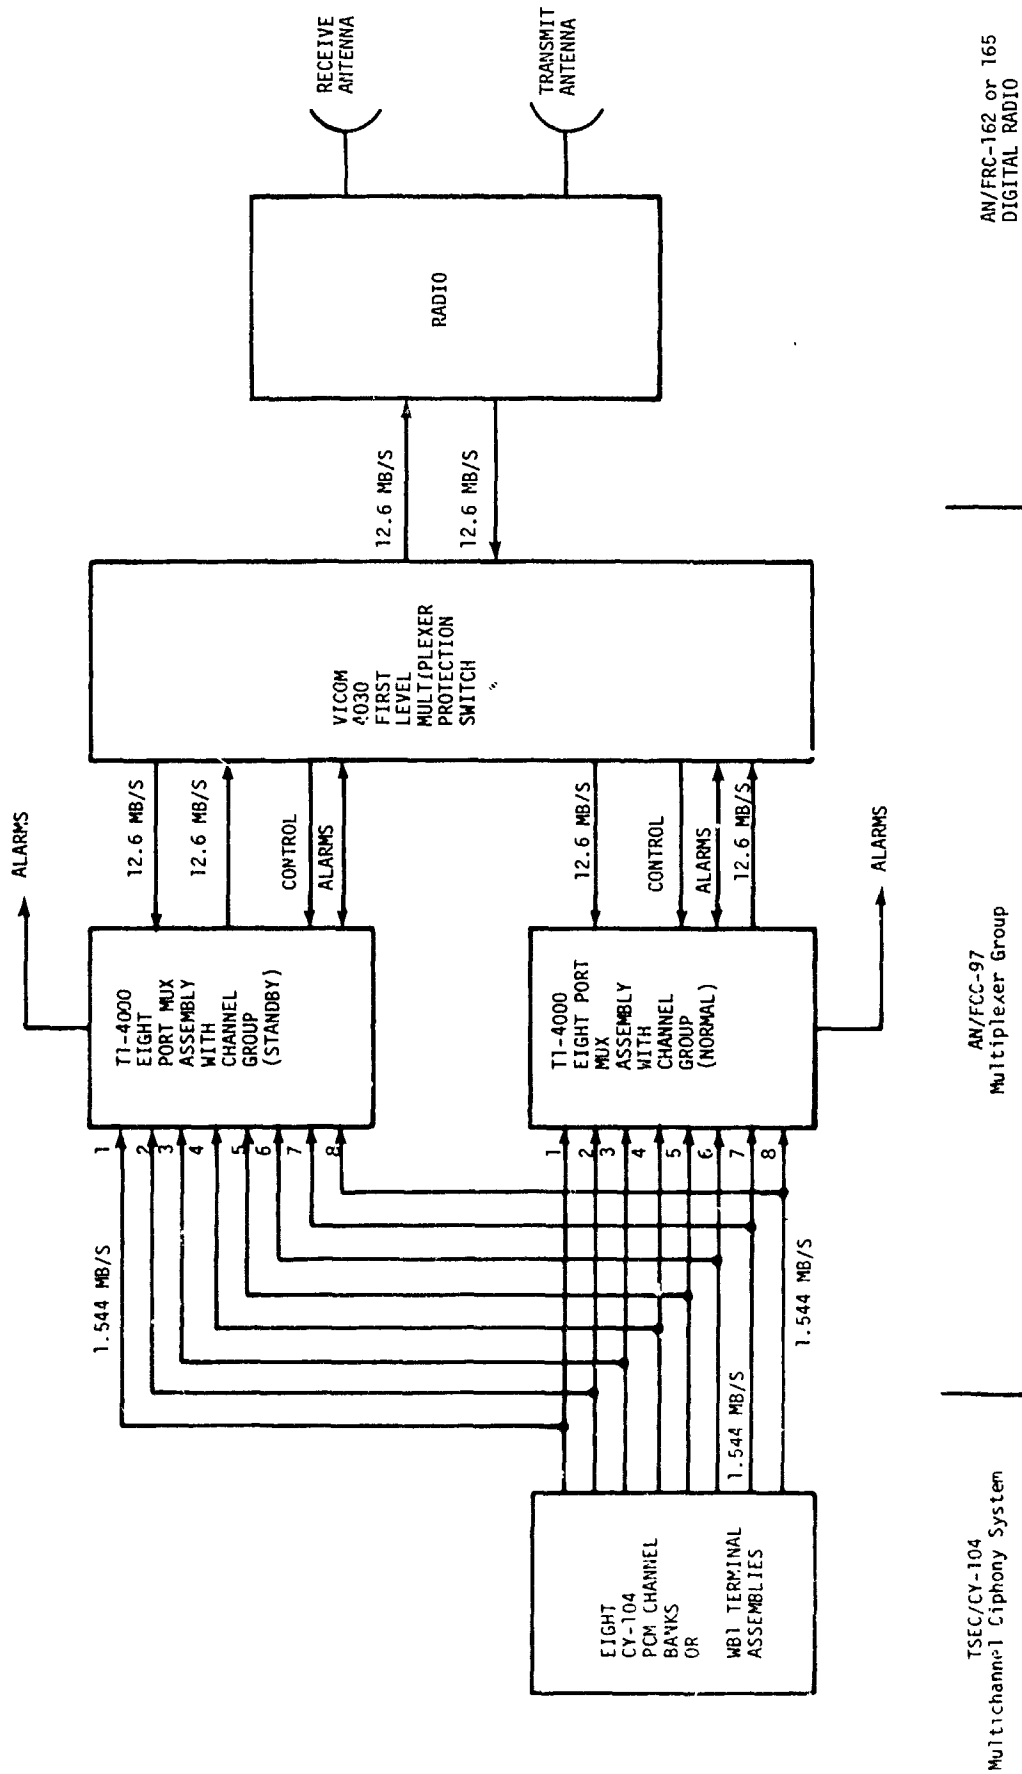 RECEIVE
ANTENNA
TRANSMIT
ANTENNA
RADIO
12.6 MB/S
12.6 MB/S
VICOM
4030
FIRST
LEVEL
MULTIPLEXER
PROTECTION
SWITCH
ALARMS
12.6 MB/S
12.6 MB/S
CONTROL
ALARMS
12.6 MB/S
CONTROL
ALARMS
12.6 MB/S
ALARMS
T1-4000
EIGHT
PORT MUX
ASSEMBLY
WITH
CHANNEL
GROUP
(STANDBY)
T1-4000
EIGHT PORT
MUX
ASSEMBLY
WITH
CHANNEL
GROUP
(NORMAL)
1
2
3
4
5
6
7
8
1
2
3
4
5
6
7
8
1.544 MB/S
1.544 MB/S
1.544 MB/S
EIGHT
CY-104
PCM CHANNEL
BANKS
OR
WB1 TERMINAL
ASSEMBLIES
TSEC/CY-104
Multichannel Ciphony System
AN/FCC-97
Multiplexer Group
AN/FRC-162 or 165
DIGITAL RADIO